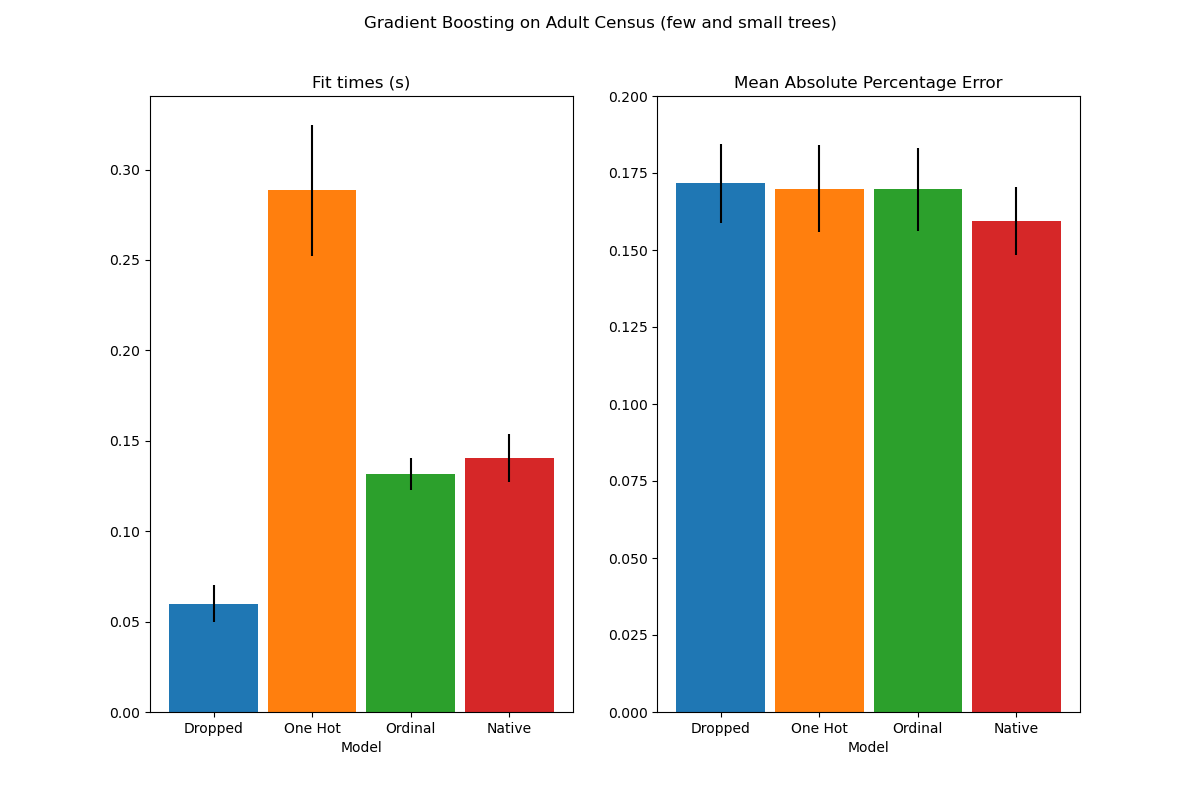 Gradient Boosting on Adult Census (few and small trees)
Fit times (s)
0.30
0.25
0.20
0.15
0.10
0.05
0.00
Dropped One Hot Ordinal Native
Model
Mean Absolute Percentage Error
0.200
0.175
0.150
0.125
0.100
0.075
0.050
0.025
0.000
Dropped One Hot Ordinal Native
Model